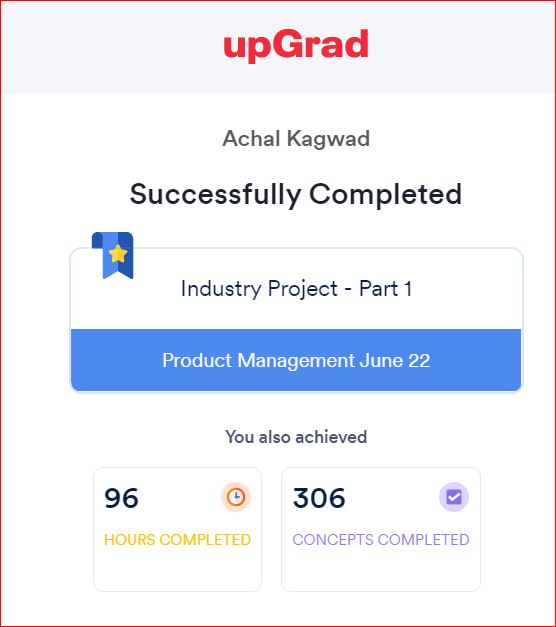 upGrad
Achal Kagwad
Successfully Completed
Industry Project - Part 1
Product Management June 22
You also achieved
96
HOURS COMPLETED
306
CONCEPTS COMPLETED